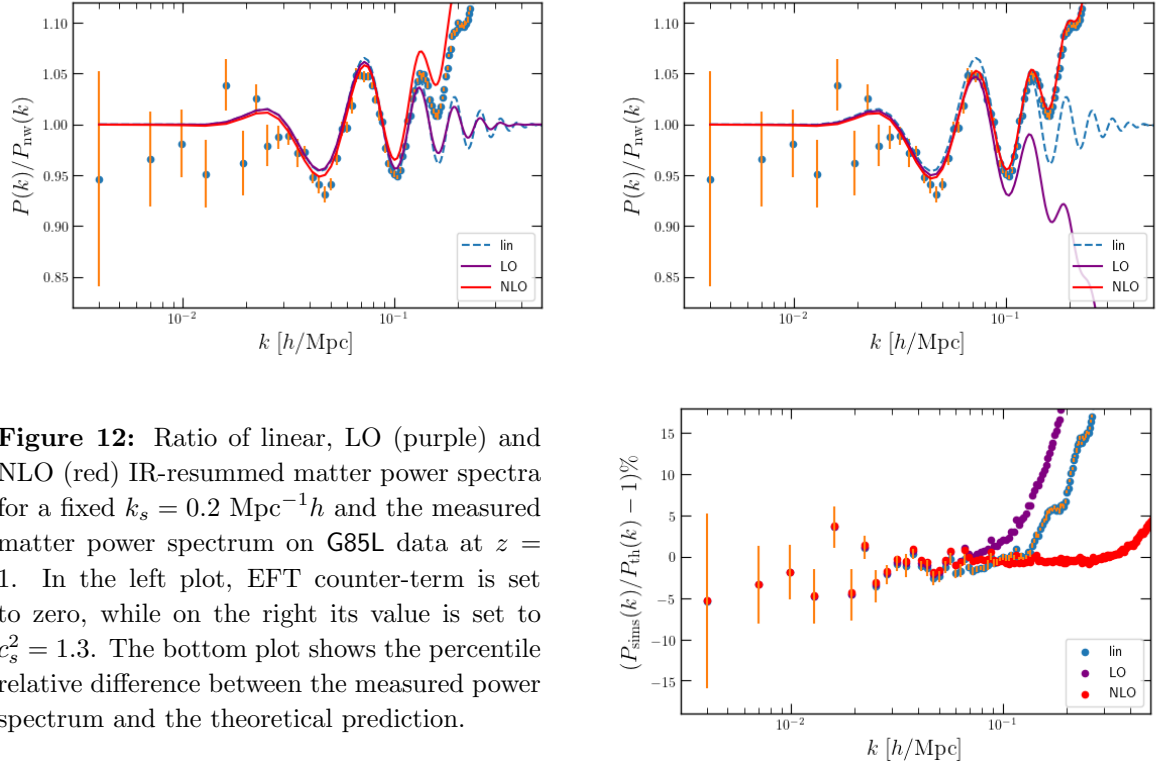 1.10
1.05
1.00
0.95
0.90
0.85
P(k)/P_nw(k)
10⁻²
10⁻¹
k [h/Mpc]
lin
LO
NLO
1.10
1.05
1.00
0.95
0.90
0.85
P(k)/P_nw(k)
10⁻²
10⁻¹
k [h/Mpc]
lin
LO
NLO
Figure 12: Ratio of linear, LO (purple) and
NLO (red) IR-resummed matter power spectra
for a fixed k_s = 0.2 Mpc⁻¹h and the measured
matter power spectrum on G85L data at z =
1. In the left plot, EFT counter-term is set
to zero, while on the right its value is set to
c_s² = 1.3. The bottom plot shows the percentile
relative difference between the measured power
spectrum and the theoretical prediction.
15
10
5
0
−5
−10
−15
(P_sims(k)/P_th(k) − 1)%
10⁻²
10⁻¹
k [h/Mpc]
lin
LO
NLO